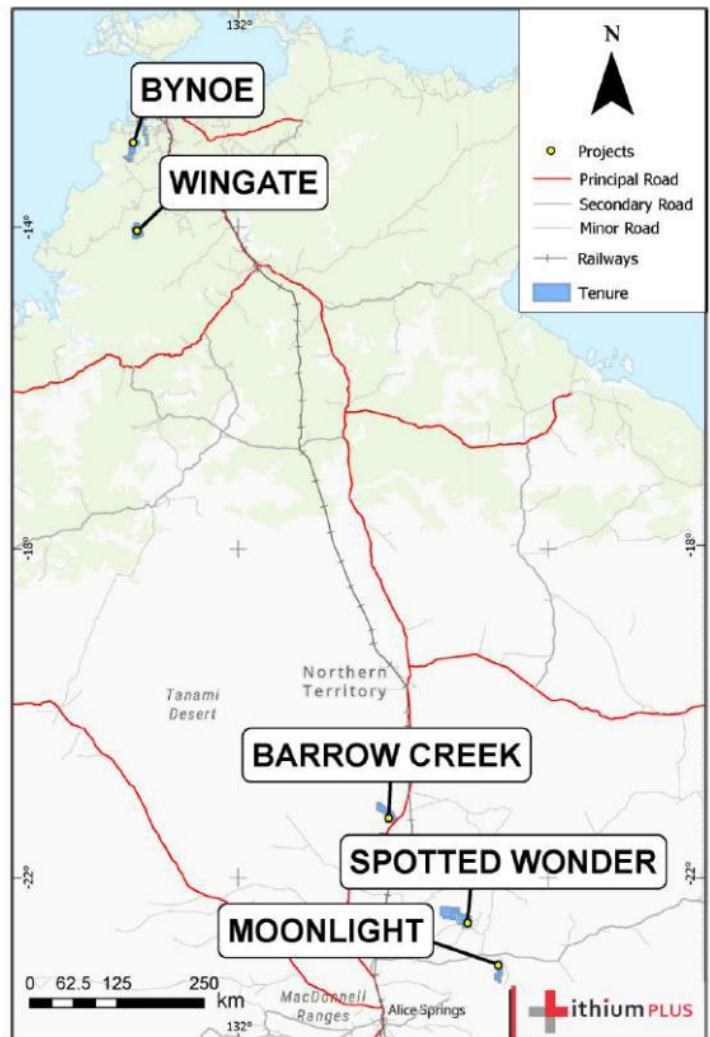 132°
N
BYNOE
Projects
WINGATE
Principal Road
Secondary Road
-14°
Minor Road
Railways
Tenure
-18°
-18°
Northern
Territory
Tanami
Desert
BARROW CREEK
SPOTTED WONDER
-22°
-22°
MOONLIGHT
0 62.5 125 250
km
MacDonnell
Ranges
Alice Springs
132°
Lithium PLUS